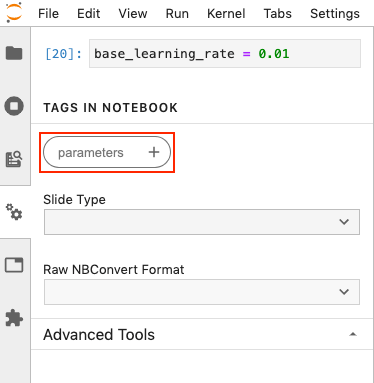 File Edit View Run Kernel Tabs Settings
[20]: base_learning_rate = 0.01
TAGS IN NOTEBOOK
parameters +
Slide Type
Raw NBConvert Format
Advanced Tools